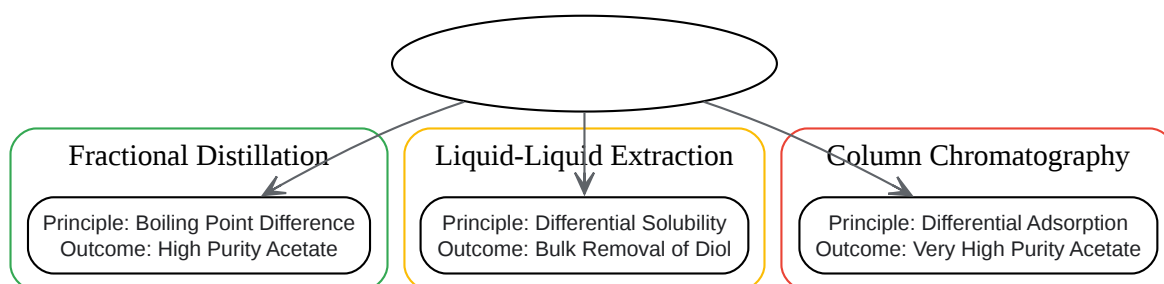 Fractional Distillation
Principle: Boiling Point Difference
Outcome: High Purity Acetate
Liquid-Liquid Extraction
Principle: Differential Solubility
Outcome: Bulk Removal of Diol
Column Chromatography
Principle: Differential Adsorption
Outcome: Very High Purity Acetate